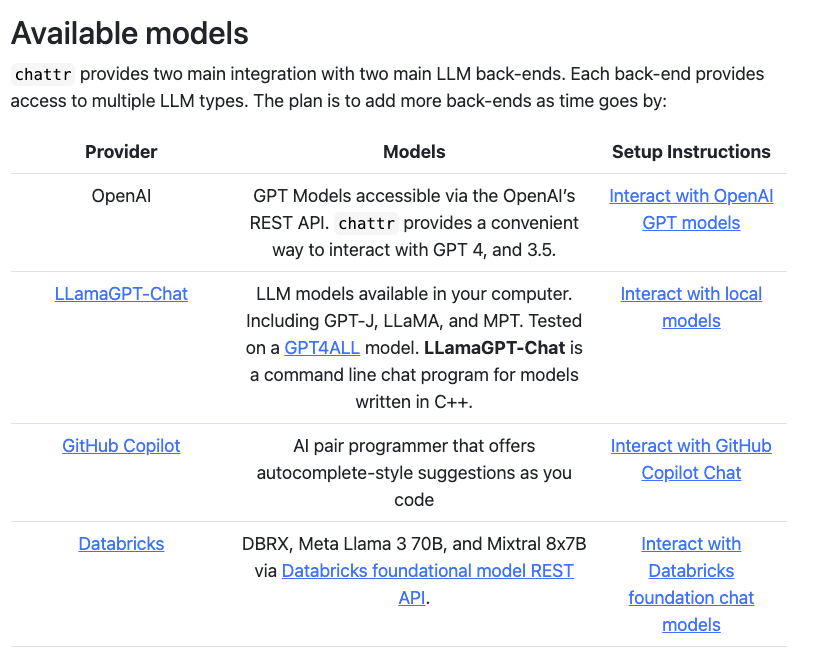 Available models
chattr provides two main integration with two main LLM back-ends. Each back-end provides
access to multiple LLM types. The plan is to add more back-ends as time goes by:
Provider Models Setup Instructions
OpenAI
GPT Models accessible via the OpenAI’s
REST API. chattr provides a convenient
way to interact with GPT 4, and 3.5.
Interact with OpenAI
GPT models
LLamaGPT-Chat
LLM models available in your computer.
Including GPT-J, LLaMA, and MPT. Tested
on a GPT4ALL model. LLamaGPT-Chat is
a command line chat program for models
written in C++.
Interact with local
models
GitHub Copilot
AI pair programmer that offers
autocomplete-style suggestions as you
code
Interact with GitHub
Copilot Chat
Databricks
DBRX, Meta Llama 3 70B, and Mixtral 8x7B
via Databricks foundational model REST
API.
Interact with
Databricks
foundation chat
models